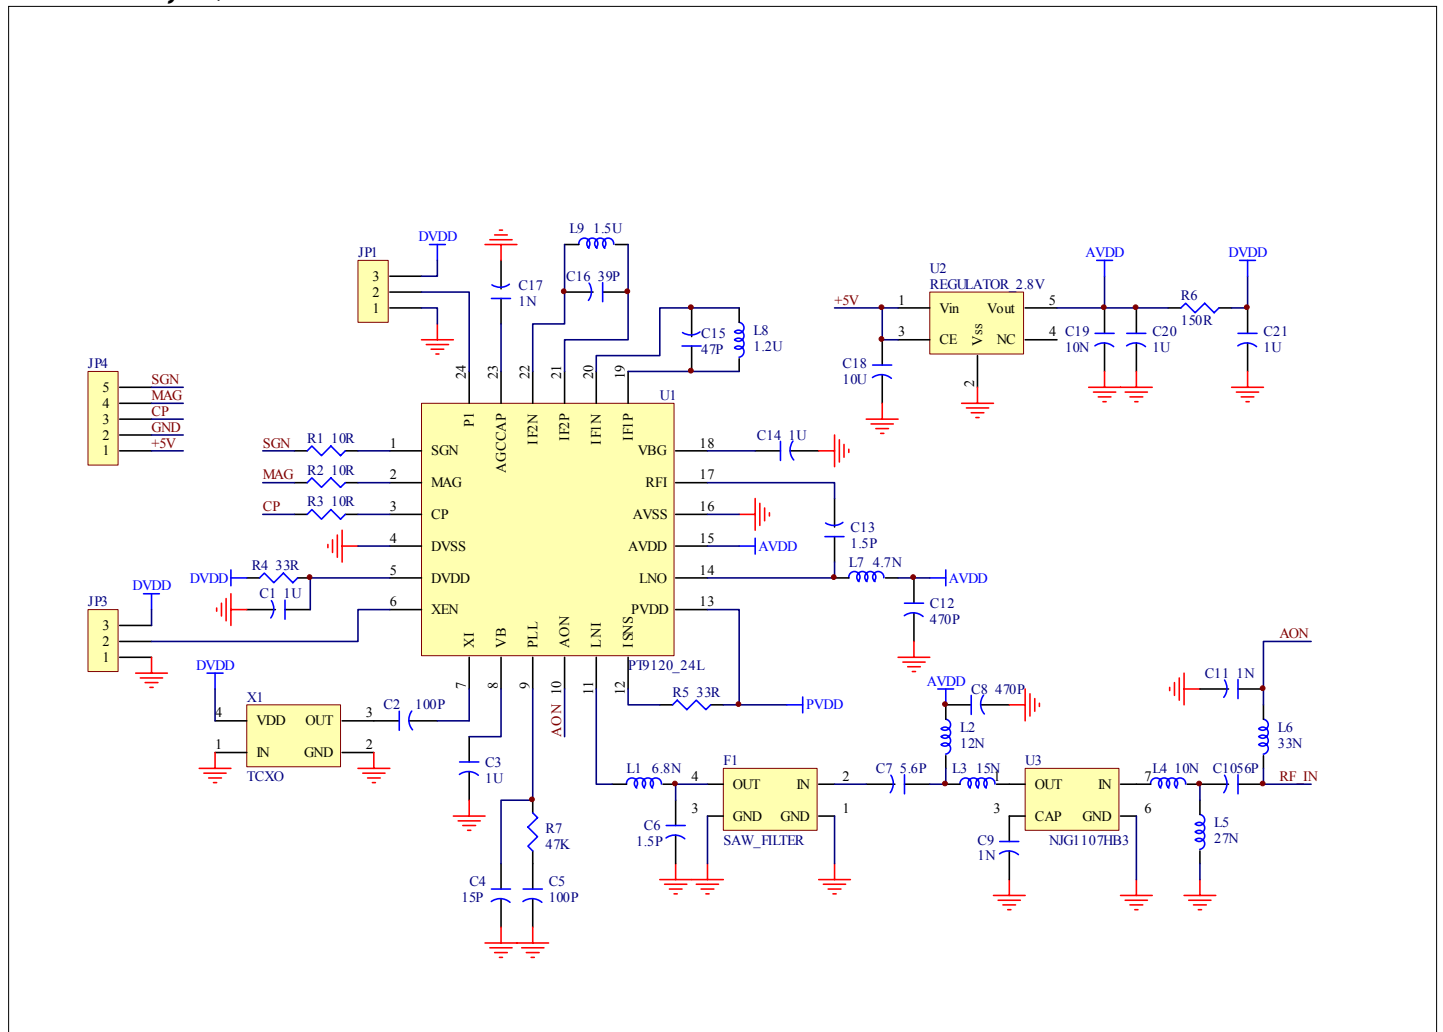 L9 1.5U
DVDD
JP1
3
2
1
C17
1N
C16 39P
C15
47P
L8
1.2U
24
23
22
21
20
19
U2
REGULATOR_2.8V
+5V
1
Vin
Vout
5
3
CE
Vss
NC
4
2
C18
10U
AVDD
DVDD
R6
150R
C19
10N
C20
1U
C21
1U
JP4
5
SGN
4
MAG
3
CP
2
GND
1
+5V
U1
P1
AGCCAP
IF2N
IF2P
IF1N
IF1P
SGN
R1 10R
1
SGN
MAG
R2 10R
2
MAG
CP
R3 10R
3
CP
4
DVSS
DVDD
R4 33R
5
DVDD
C1 1U
6
XEN
VBG
18
C14 1U
RFI
17
AVSS
16
AVDD
15
AVDD
LNO
14
PVDD
13
C13
1.5P
L7 4.7N
AVDD
C12
470P
XI
VB
PLL
AON
LNI
ISNS
PT9120_24L
7
8
9
10
11
12
AON
R5 33R
PVDD
DVDD
JP3
3
2
1
DVDD
X1
4
VDD
OUT
3
1
IN
GND
2
TCXO
C2 100P
C3
1U
R7
47K
C4
15P
C5
100P
L1 6.8N
C6
1.5P
F1
4
OUT
IN
2
3
GND
GND
1
SAW_FILTER
C7 5.6P
AVDD
C8 470P
L2
12N
L3 15N
U3
1
OUT
IN
7
3
CAP
GND
6
NJG1107HB3
C9
1N
L4 10N
L5
27N
C10 56P
RF_IN
L6
33N
C11 1N
AON